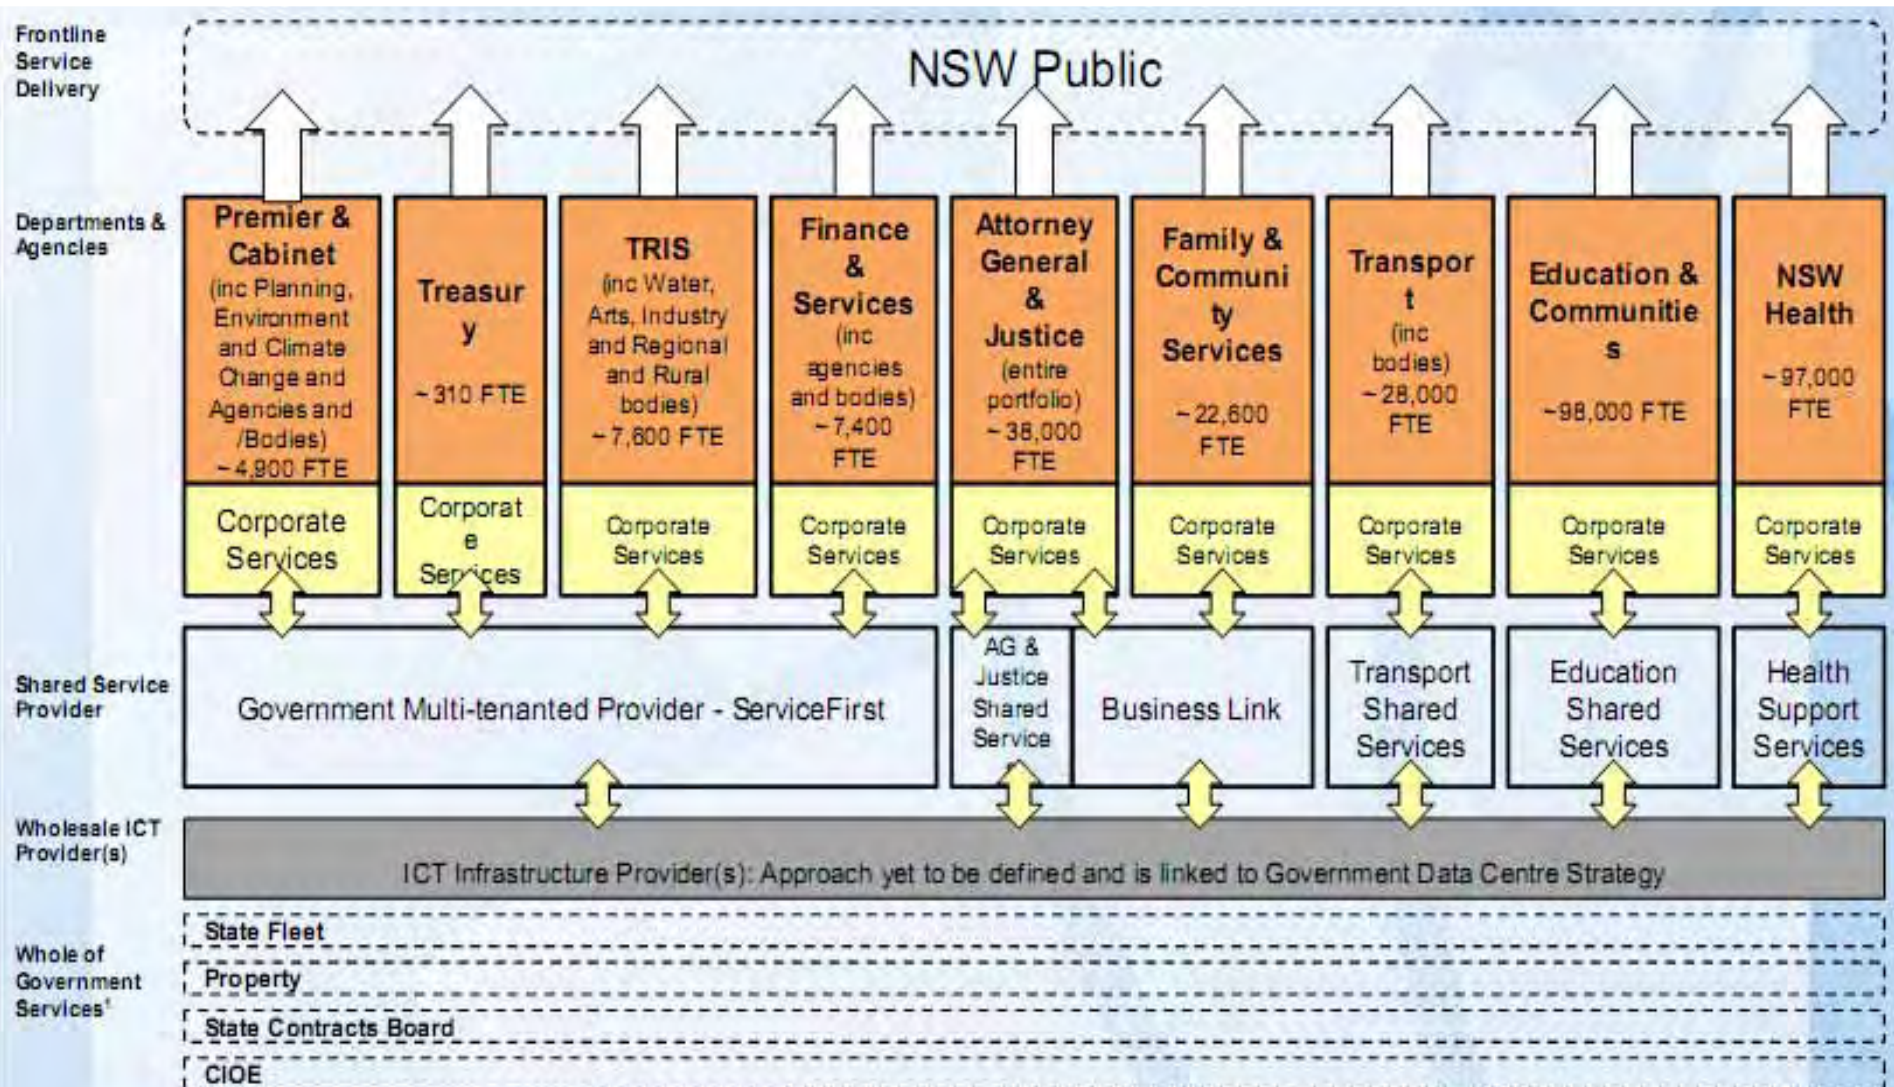 Frontline
Service
Delivery
NSW Public
Departments &
Agencies
Premier &
Cabinet
(inc Planning,
Environment
and Climate
Change and
Agencies and
/Bodies)
~4,900 FTE
Treasur
y
~310 FTE
TRIS
(inc Water,
Arts, Industry
and Regional
and Rural
bodies)
~7,600 FTE
Finance
&
Services
(inc
agencies
and bodies)
~7,400
FTE
Attorney
General
&
Justice
(entire
portfolio)
~38,000
FTE
Family &
Communi
ty
Services
~22,600
FTE
Transpor
t
(inc
bodies)
~28,000
FTE
Education &
Communitie
s
~98,000 FTE
NSW
Health
~97,000
FTE
Corporate
Services
Corporat
e
Services
Corporate
Services
Corporate
Services
Corporate
Services
Corporate
Services
Corporate
Services
Corporate
Services
Corporate
Services
Shared Service
Provider
Government Multi-tenanted Provider - ServiceFirst
AG &
Justice
Shared
Service
s
Business Link
Transport
Shared
Services
Education
Shared
Services
Health
Support
Services
Wholesale ICT
Provider(s)
ICT Infrastructure Provider(s): Approach yet to be defined and is linked to Government Data Centre Strategy
Whole of
Government
Services¹
State Fleet
Property
State Contracts Board
CIOE